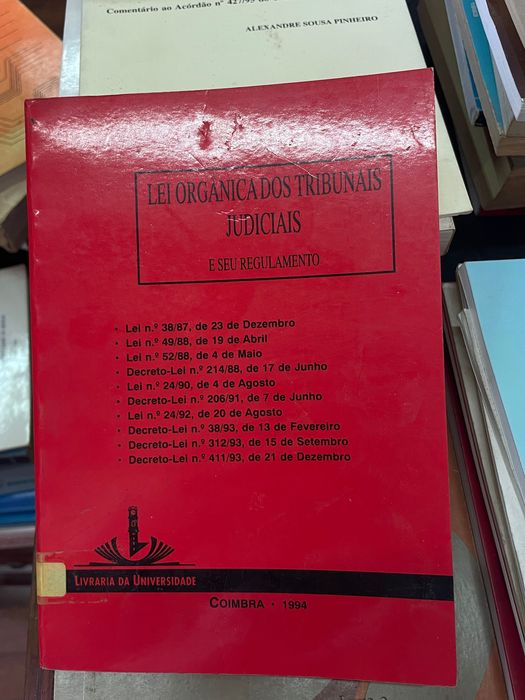 Comentário ao Acórdão nº 427/95
ALEXANDRE SOUSA PINHEIRO
LEI ORGÂNICA DOS TRIBUNAIS
JUDICIAIS
E SEU REGULAMENTO
· Lei n.º 38/87, de 23 de Dezembro
· Lei n.º 49/88, de 19 de Abril
· Lei n.º 52/88, de 4 de Maio
· Decreto-Lei n.º 214/88, de 17 de Junho
· Lei n.º 24/90, de 4 de Agosto
· Decreto-Lei n.º 206/91, de 7 de Junho
· Lei n.º 24/92, de 20 de Agosto
· Decreto-Lei n.º 38/93, de 13 de Fevereiro
· Decreto-Lei n.º 312/93, de 15 de Setembro
· Decreto-Lei n.º 411/93, de 21 de Dezembro
LIVRARIA DA UNIVERSIDADE
COIMBRA · 1994